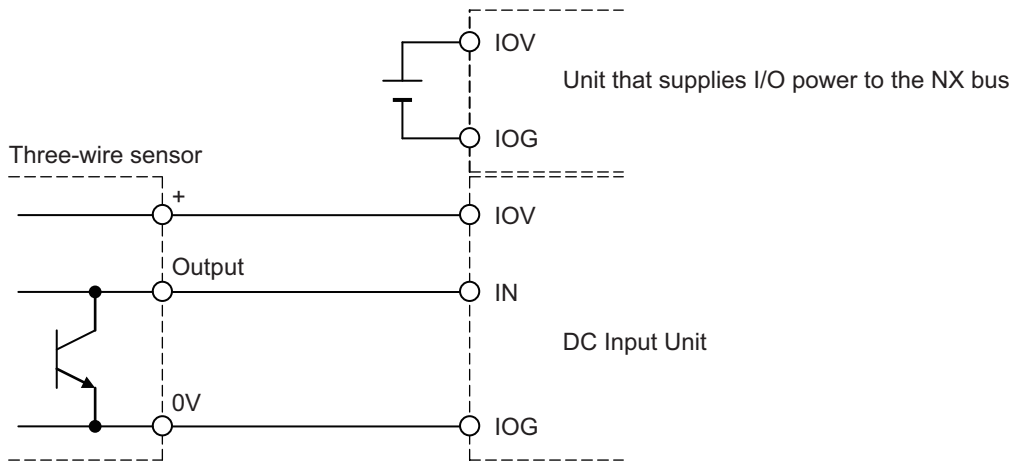 IOV
Unit that supplies I/O power to the NX bus
IOG
Three-wire sensor
+
IOV
Output
IN
DC Input Unit
0V
IOG